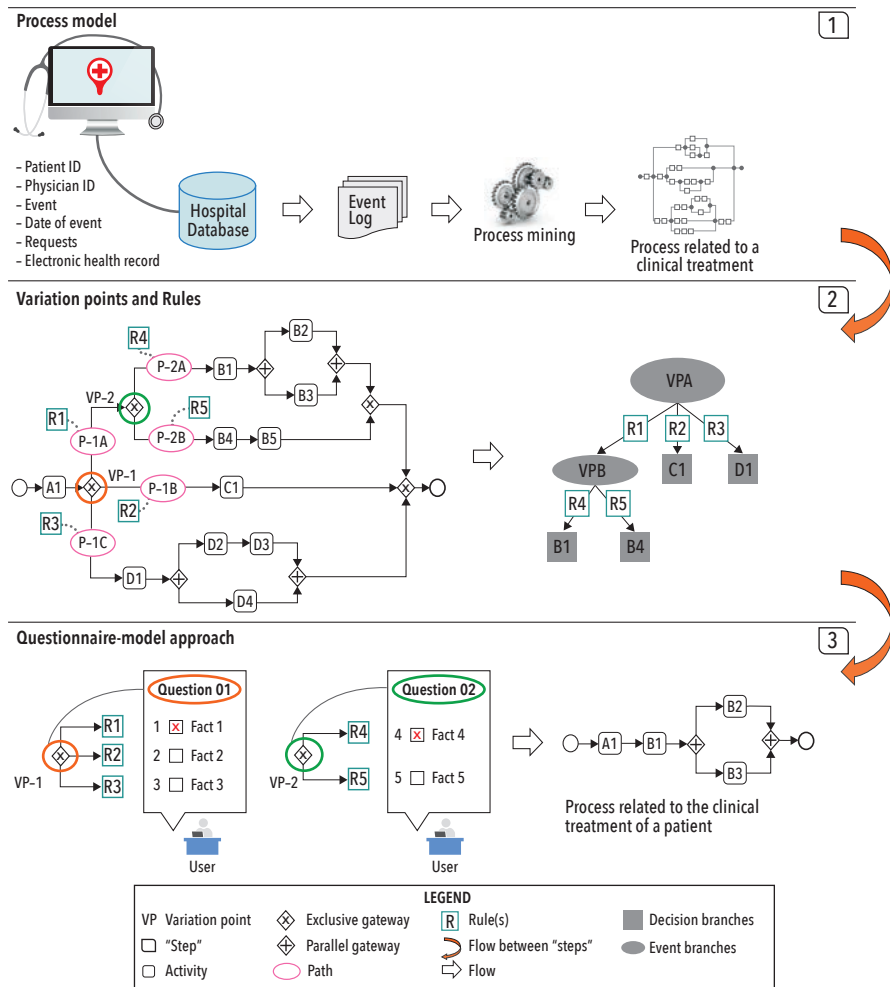 Process model
1
– Patient ID
– Physician ID
– Event
– Date of event
– Requests
– Electronic health record
Hospital
Database
Event
Log
Process mining
Process related to a
clinical treatment
Variation points and Rules
2
R4
P-2A
B1
B2
B3
VP-2
R1
R5
P-1A
P-2B
B4
B5
A1
VP-1
P-1B
C1
R2
R3
P-1C
D1
D2
D3
D4
VPA
R1
R2
R3
VPB
C1
D1
R4
R5
B1
B4
Questionnaire-model approach
3
VP-1
R1
R2
R3
Question 01
1 x Fact 1
2 Fact 2
3 Fact 3
User
VP-2
R4
R5
Question 02
4 x Fact 4
5 Fact 5
User
A1
B1
B2
B3
Process related to the clinical
treatment of a patient
LEGEND
VP Variation point
Exclusive gateway
R Rule(s)
Decision branches
"Step"
Parallel gateway
Flow between "steps"
Event branches
Activity
Path
Flow